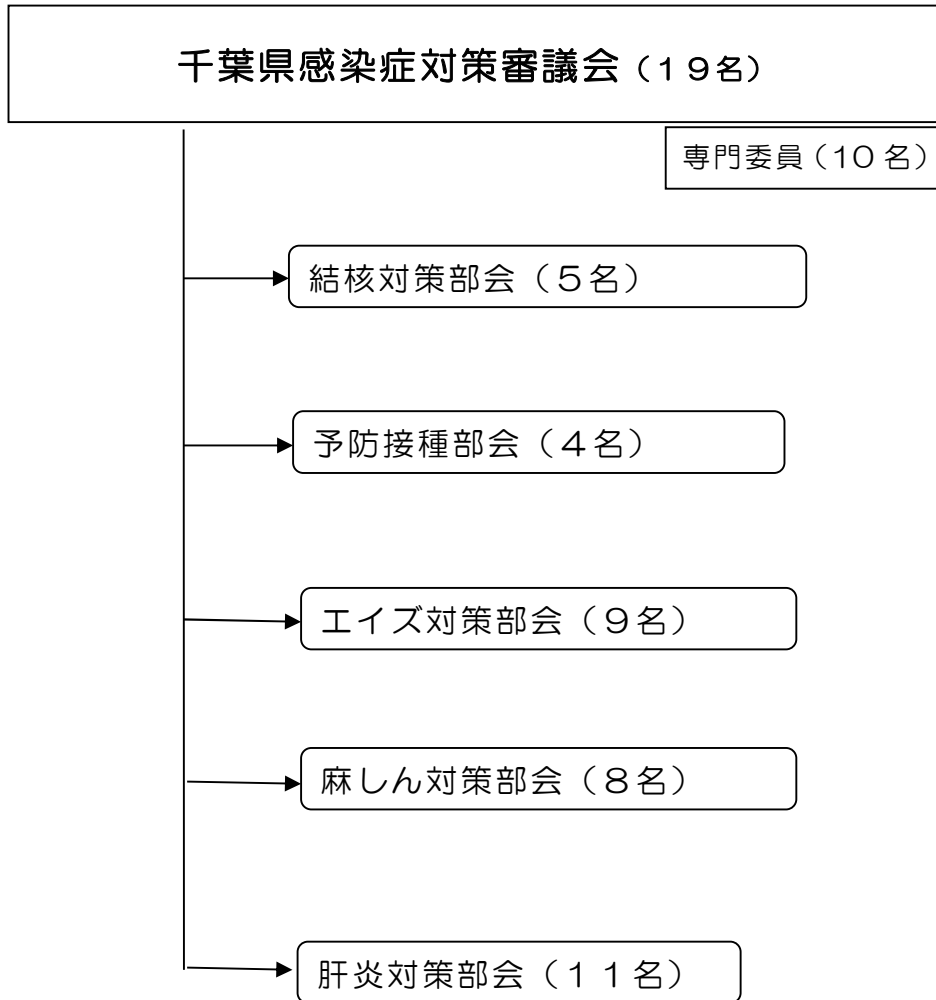 千葉県感染症対策審議会（１９名）
専門委員（10名）
結核対策部会（５名）
予防接種部会（４名）
エイズ対策部会（９名）
麻しん対策部会（８名）
肝炎対策部会（１１名）